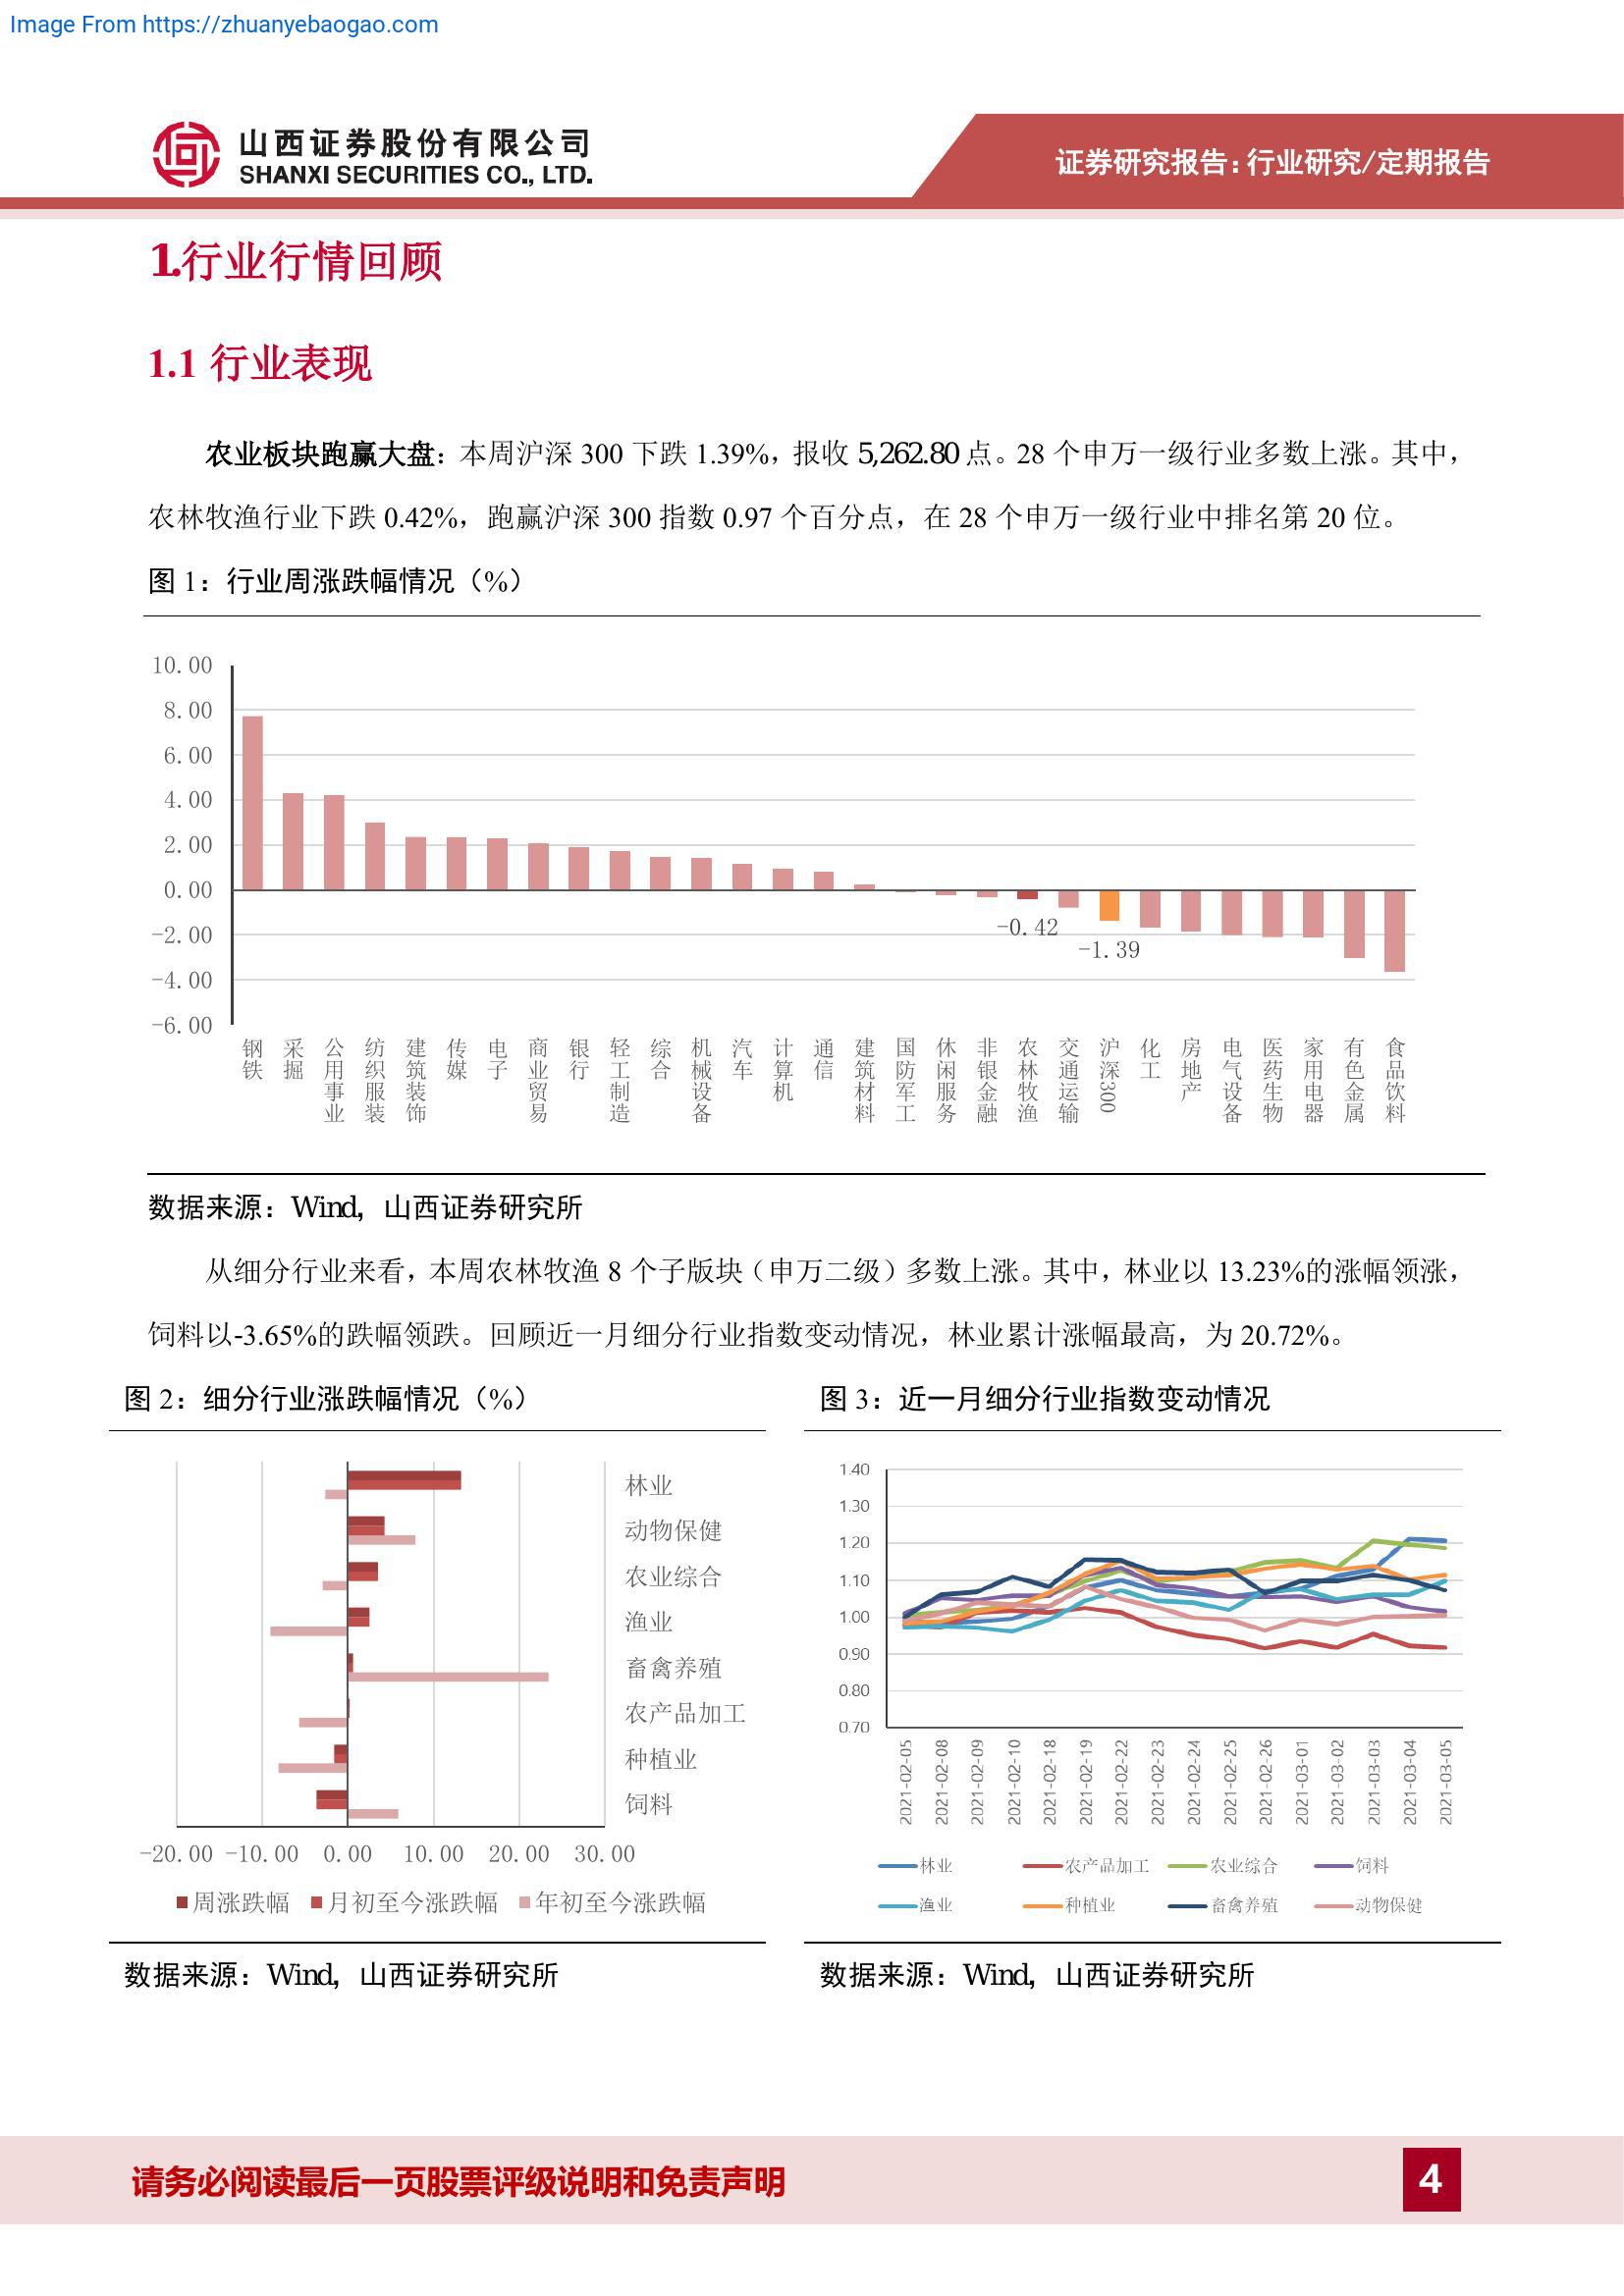 Image From https://zhuanyebaogao.com
山西证券股份有限公司
SHANXI SECURITIES CO., LTD.
证券研究报告：行业研究/定期报告
1.行业行情回顾
1.1 行业表现
农业板块跑赢大盘：本周沪深 300 下跌 1.39%，报收 5,262.80 点。28 个申万一级行业多数上涨。其中，
农林牧渔行业下跌 0.42%，跑赢沪深 300 指数 0.97 个百分点，在 28 个申万一级行业中排名第 20 位。
图 1：行业周涨跌幅情况（%）
10.00
8.00
6.00
4.00
2.00
0.00
-2.00
-4.00
-6.00
-0.42
-1.39
钢铁
采掘
公用事业
纺织服装
建筑装饰
传媒
电子
商业贸易
银行
轻工制造
综合
机械设备
汽车
计算机
通信
建筑材料
国防军工
休闲服务
非银金融
农林牧渔
交通运输
沪深300
化工
房地产
电气设备
医药生物
家用电器
有色金属
食品饮料
数据来源：Wind，山西证券研究所
从细分行业来看，本周农林牧渔 8 个子版块（申万二级）多数上涨。其中，林业以 13.23%的涨幅领涨，
饲料以-3.65%的跌幅领跌。回顾近一月细分行业指数变动情况，林业累计涨幅最高，为 20.72%。
图 2：细分行业涨跌幅情况（%）
林业
动物保健
农业综合
渔业
畜禽养殖
农产品加工
种植业
饲料
-20.00 -10.00 0.00 10.00 20.00 30.00
周涨跌幅 月初至今涨跌幅 年初至今涨跌幅
数据来源：Wind，山西证券研究所
图 3：近一月细分行业指数变动情况
1.40
1.30
1.20
1.10
1.00
0.90
0.80
0.70
2021-02-05
2021-02-08
2021-02-09
2021-02-10
2021-02-18
2021-02-19
2021-02-22
2021-02-23
2021-02-24
2021-02-25
2021-02-26
2021-03-01
2021-03-02
2021-03-03
2021-03-04
2021-03-05
林业 农产品加工 农业综合 饲料
渔业 种植业 畜禽养殖 动物保健
数据来源：Wind，山西证券研究所
请务必阅读最后一页股票评级说明和免责声明
4